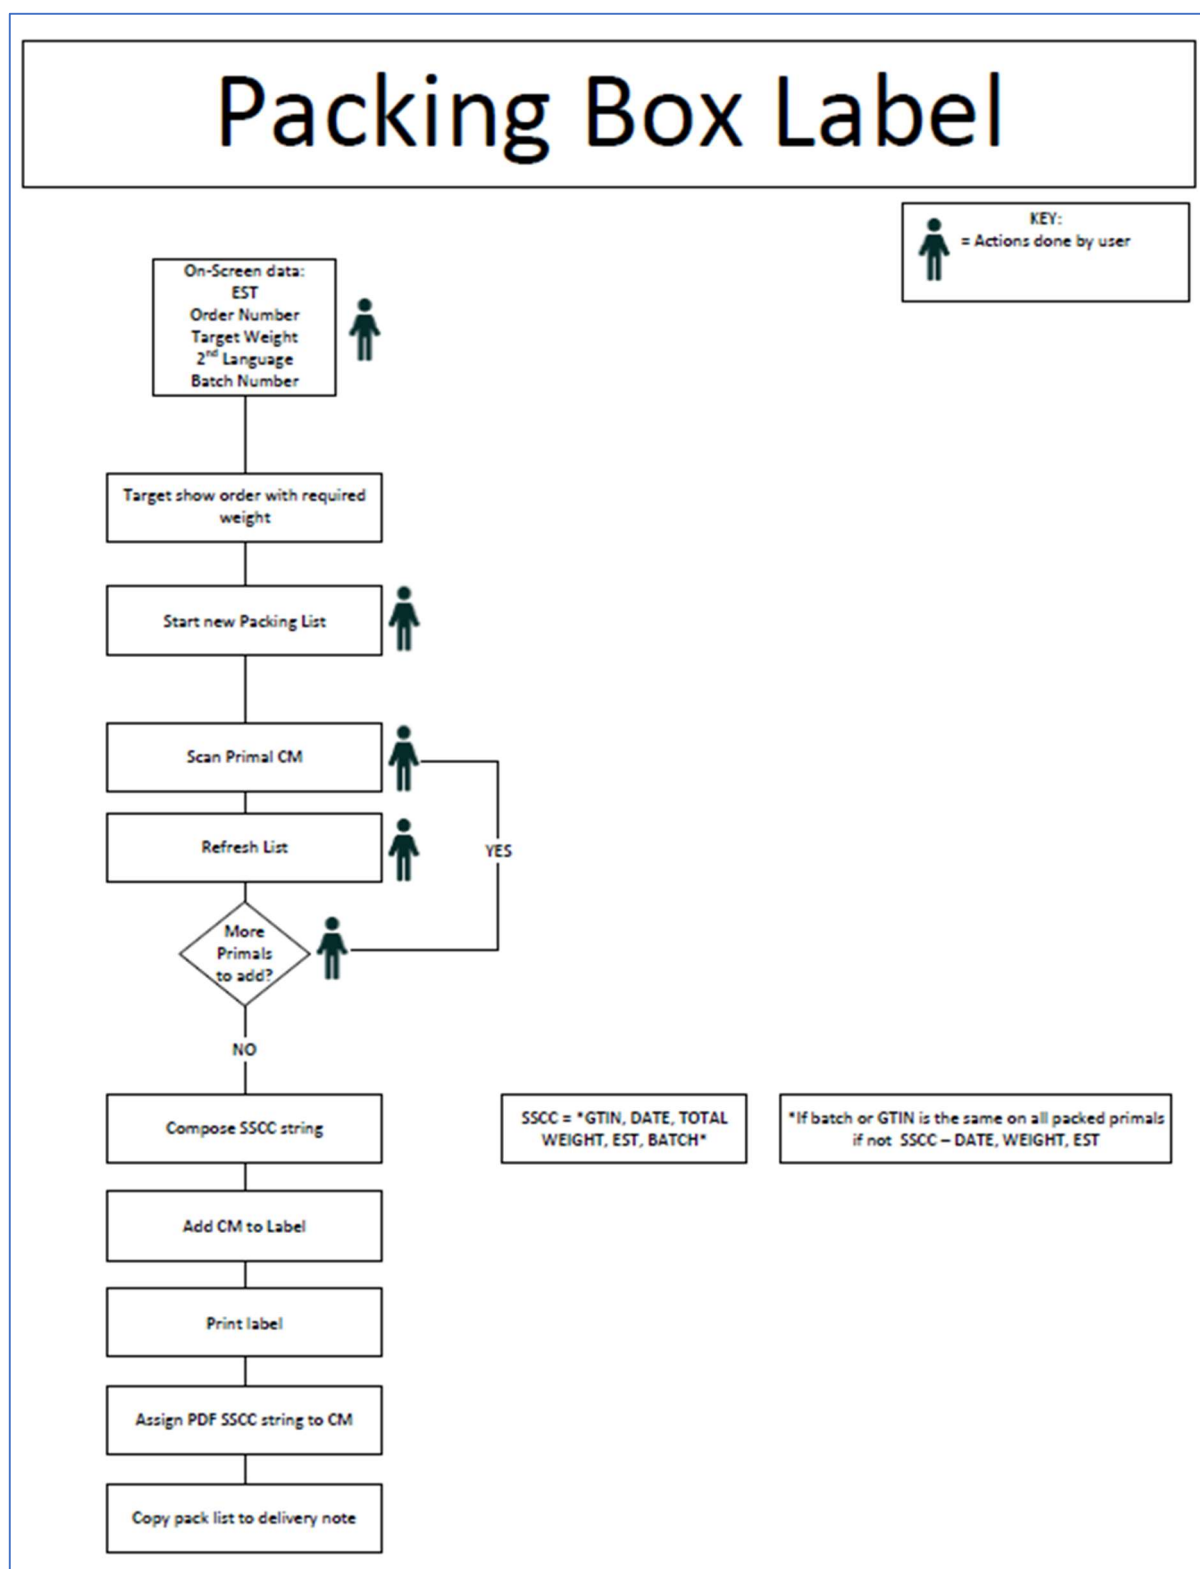 Packing Box Label
KEY:
= Actions done by user
On-Screen data:
EST
Order Number
Target Weight
2nd Language
Batch Number
Target show order with required
weight
Start new Packing List
Scan Primal CM
Refresh List
YES
More
Primals
to add?
NO
Compose SSCC string
SSCC = *GTIN, DATE, TOTAL
WEIGHT, EST, BATCH*
*If batch or GTIN is the same on all packed primals
if not SSCC – DATE, WEIGHT, EST
Add CM to Label
Print label
Assign PDF SSCC string to CM
Copy pack list to delivery note